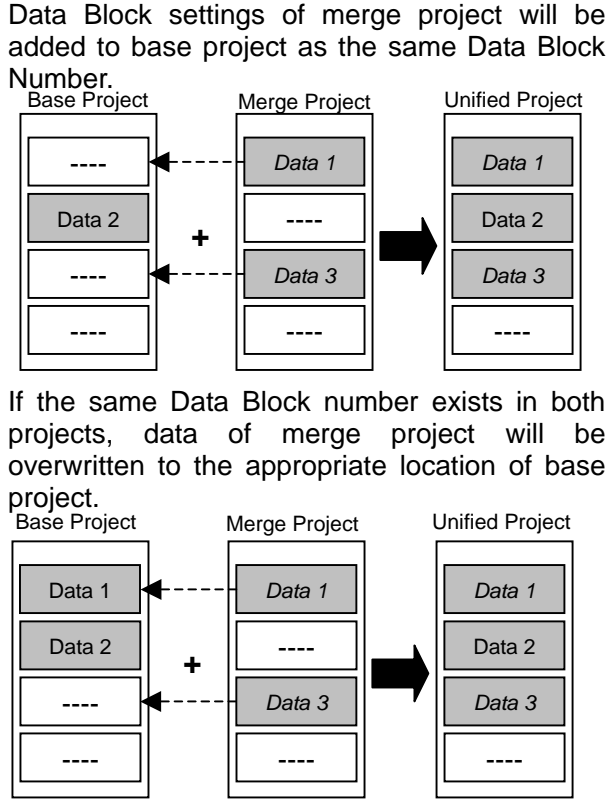 Data Block settings of merge project will be
added to base project as the same Data Block
Number.
Base Project Merge Project Unified Project
---- Data 1 Data 1
Data 2 ---- Data 2
+
---- Data 3 Data 3
---- ---- ----
If the same Data Block number exists in both
projects, data of merge project will be
overwritten to the appropriate location of base
project.
Base Project Merge Project Unified Project
Data 1 Data 1 Data 1
Data 2 ---- Data 2
+
---- Data 3 Data 3
---- ---- ----